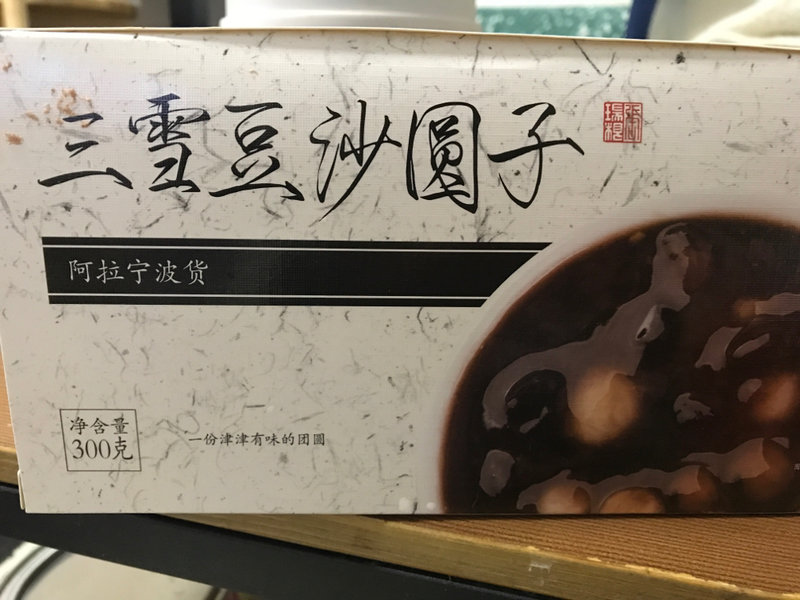 三雪豆沙圓子
阿拉宁波货
净含量
300克
一份津津有味的团圆